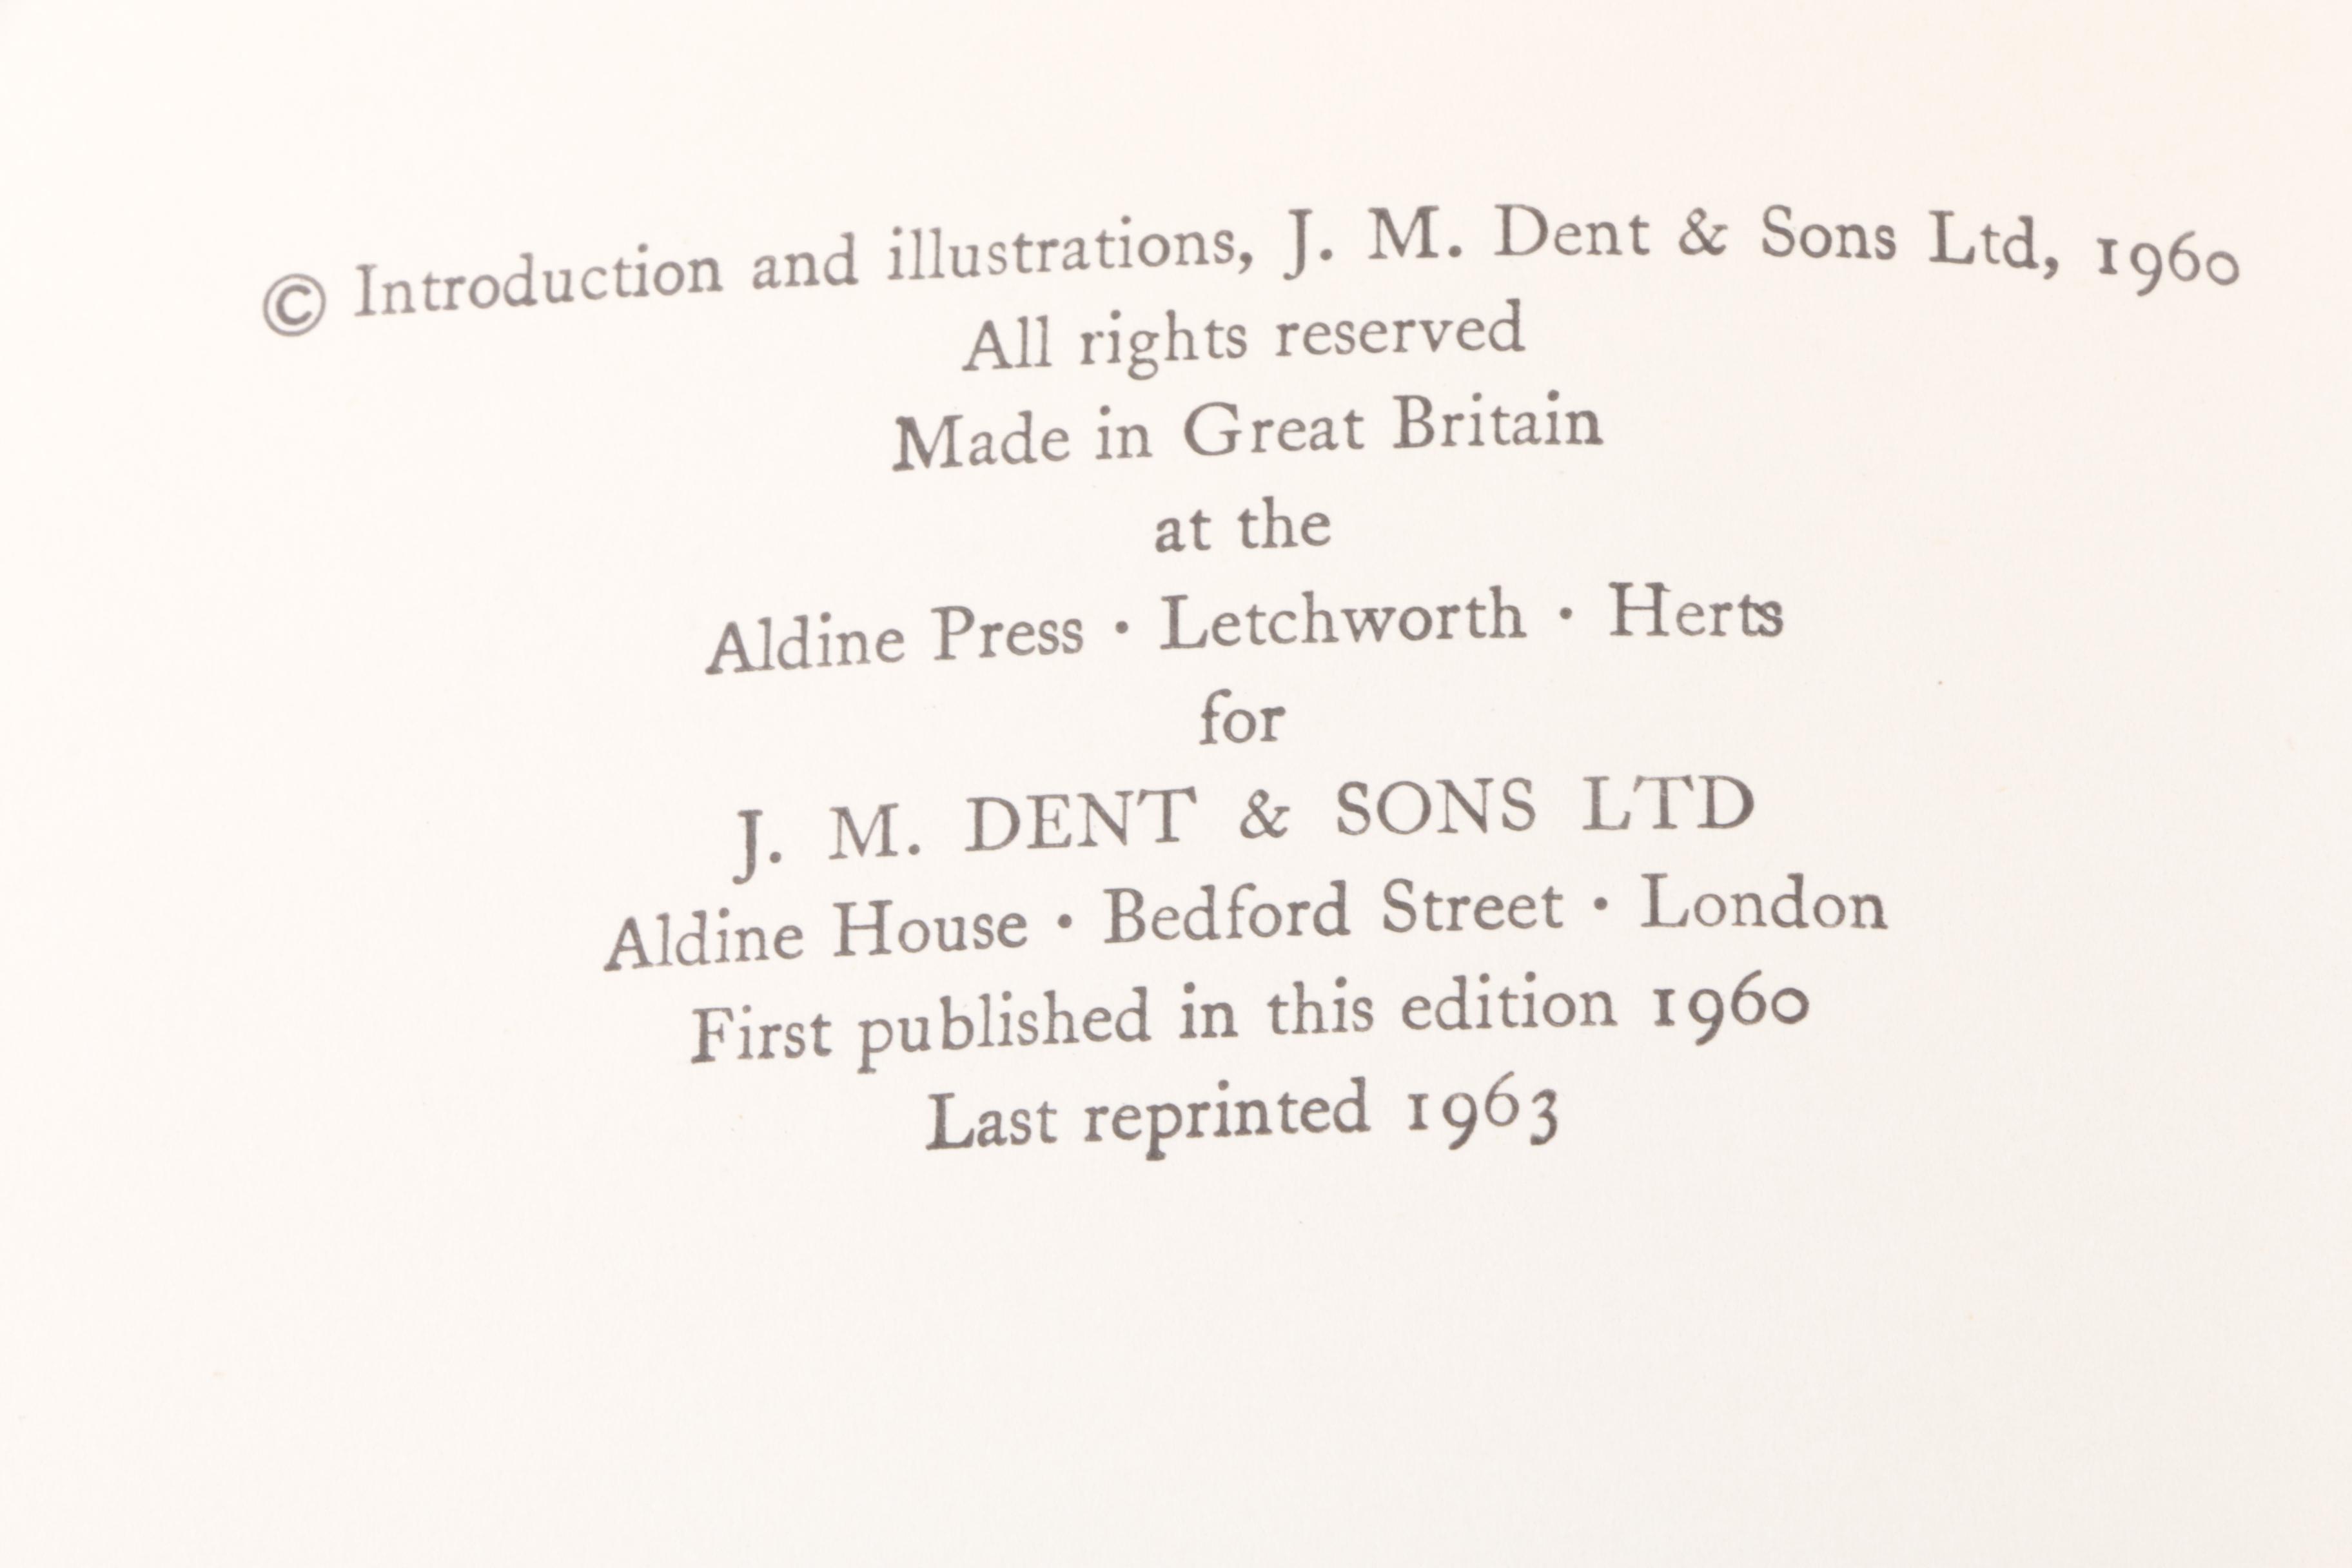 © Introduction and illustrations, J. M. Dent & Sons Ltd, 1960
All rights reserved
Made in Great Britain
at the
Aldine Press · Letchworth · Herts
for
J. M. DENT & SONS LTD
Aldine House · Bedford Street · London
First published in this edition 1960
Last reprinted 1963